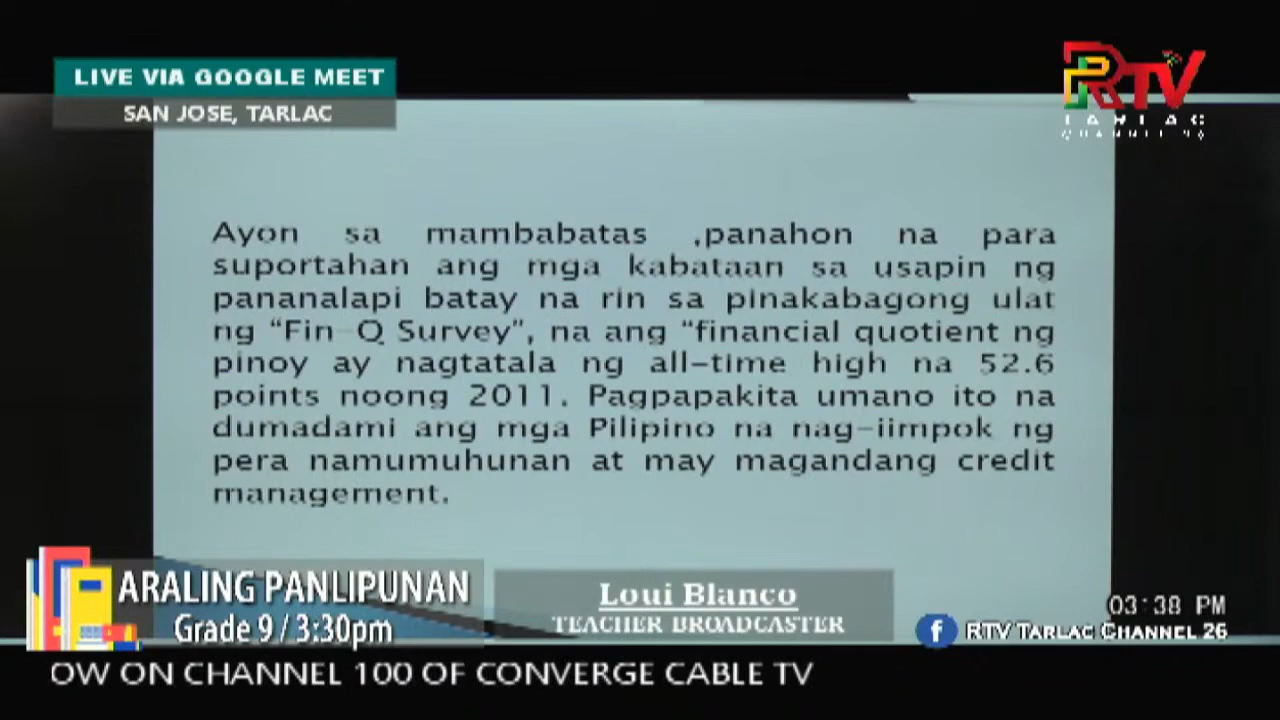 LIVE VIA GOOGLE MEET
SAN JOSE, TARLAC
RTV
TARLAC
CHANNEL 26
Ayon sa mambabatas ,panahon na para
suportahan ang mga kabataan sa usapin ng
pananalapi batay na rin sa pinakabagong ulat
ng “Fin-Q Survey”, na ang “financial quotient ng
pinoy ay nagtatala ng all-time high na 52.6
points noong 2011. Pagpapakita umano ito na
dumadami ang mga Pilipino na nag-iimpok ng
pera namumuhunan at may magandang credit
management.
ARALING PANLIPUNAN
Grade 9 / 3:30pm
Loui Blanco
TEACHER BROADCASTER
03:38 PM
f RTV TARLAC CHANNEL 26
OW ON CHANNEL 100 OF CONVERGE CABLE TV